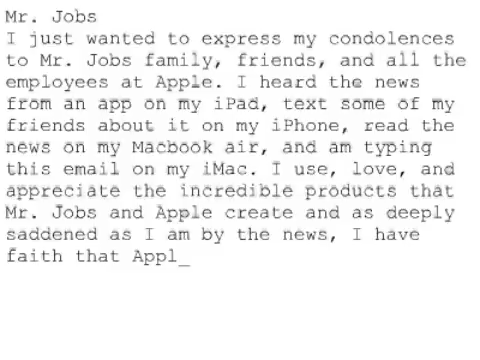 Mr. Jobs
I just wanted to express my condolences
to Mr. Jobs family, friends, and all the
employees at Apple. I heard the news
from an app on my iPad, text some of my
friends about it on my iPhone, read the
news on my Macbook air, and am typing
this email on my iMac. I use, love, and
appreciate the incredible products that
Mr. Jobs and Apple create and as deeply
saddened as I am by the news, I have
faith that Appl_